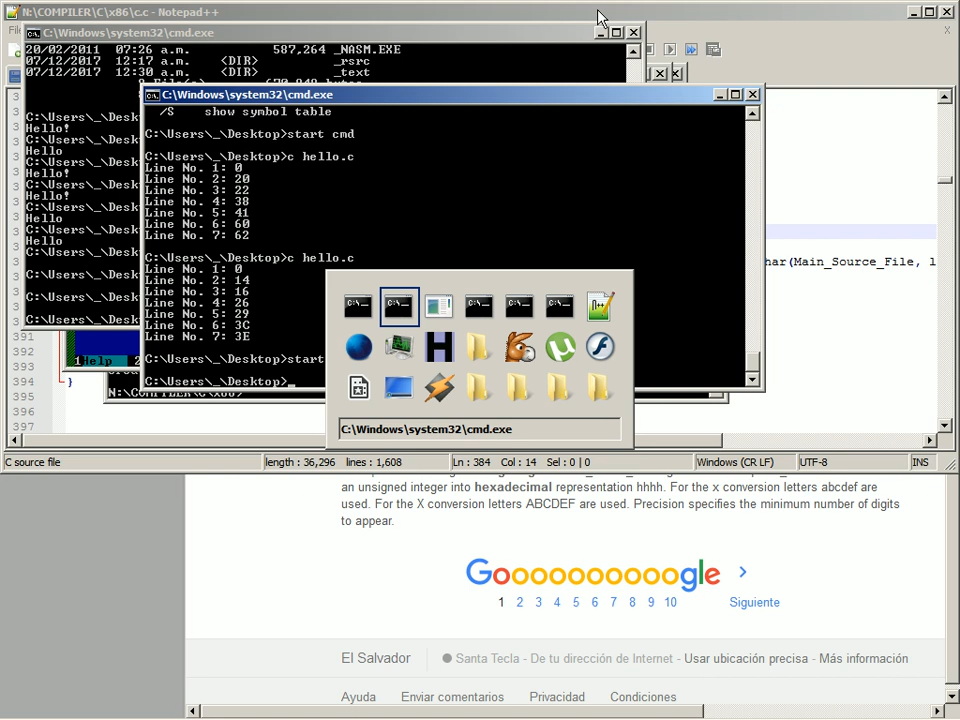 N:\COMPILER\C\x86\c.c - Notepad++
C:\Windows\system32\cmd.exe
20/02/2011 07:26 a.m. 587,264 _NASM.EXE
07/12/2017 12:17 a.m. <DIR> _rsrc
07/12/2017 12:30 a.m. <DIR> _text
C:\Users\_\Desk
Hello!
C:\Users\_\Desk
Hello
C:\Users\_\Desk
Hello!
C:\Users\_\Desk
Hello!
C:\Users\_\Desk
Hello
C:\Users\_\Desk
Hello
C:\Users\_\Desk
C:\Users\_\Desk
C:\Users\_\Desk
C:\Users\_\Desk
C:\Windows\system32\cmd.exe
/S show symbol table
C:\Users\_\Desktop>start cmd
C:\Users\_\Desktop>c hello.c
Line No. 1: 0
Line No. 2: 20
Line No. 3: 22
Line No. 4: 38
Line No. 5: 41
Line No. 6: 60
Line No. 7: 62
C:\Users\_\Desktop>c hello.c
Line No. 1: 0
Line No. 2: 14
Line No. 3: 16
Line No. 4: 26
Line No. 5: 29
Line No. 6: 3C
Line No. 7: 3E
C:\Users\_\Desktop>start
C:\Users\_\Desktop>_
har(Main_Source_File, l
C:\Windows\system32\cmd.exe
391
392
393
394 }
395
396
397
1Help 2
N:\COMPILER\C\x86>
C source file
length : 36,296 lines : 1,608
Ln : 384 Col : 14 Sel : 0 | 0
Windows (CR LF)
UTF-8
INS
an unsigned integer into hexadecimal representation hhhh. For the x conversion letters abcdef are
used. For the X conversion letters ABCDEF are used. Precision specifies the minimum number of digits
to appear.
Goooooooooogle >
1 2 3 4 5 6 7 8 9 10 Siguiente
El Salvador
Santa Tecla - De tu dirección de Internet - Usar ubicación precisa - Más información
Ayuda Enviar comentarios Privacidad Condiciones